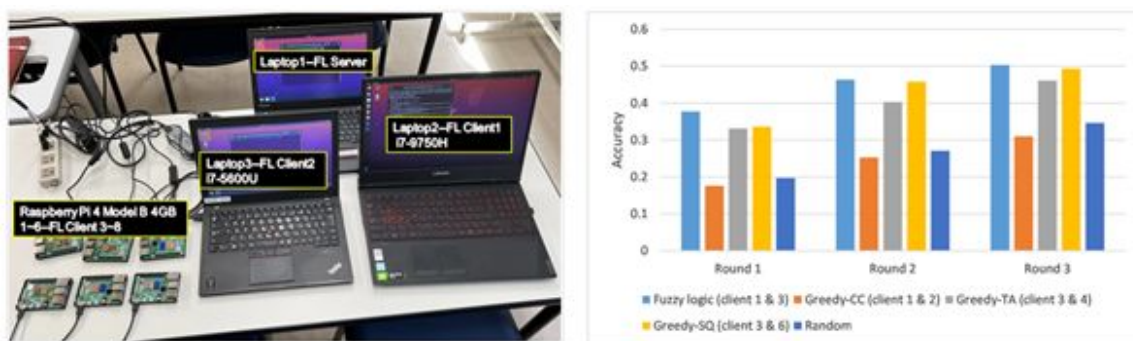 Laptop1--FL Server
Laptop2--FL Client1
i7-9750H
Laptop3--FL Client2
i7-5600U
Raspberry Pi 4 Model B 4GB
1~6--FL Client 3~8
0.6
0.5
0.4
0.3
0.2
0.1
0
Accuracy
Round 1
Round 2
Round 3
Fuzzy logic (client 1 & 3)
Greedy-CC (client 1 & 2)
Greedy-TA (client 3 & 4)
Greedy-SQ (client 3 & 6)
Random